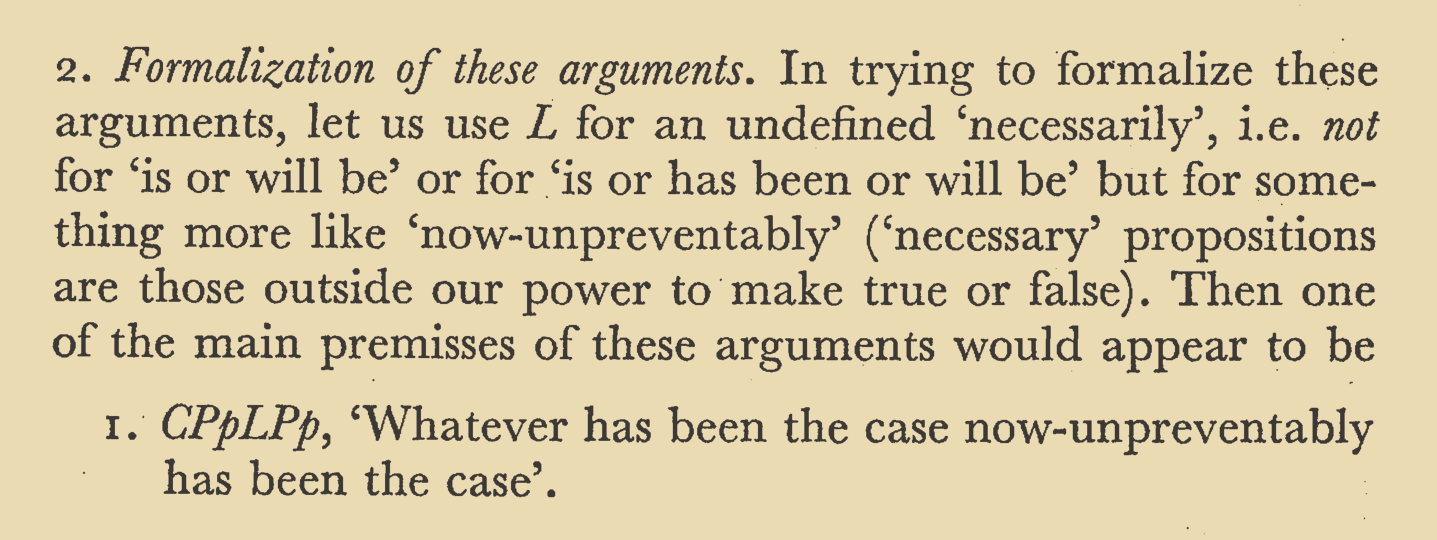 2. Formalization of these arguments. In trying to formalize these
arguments, let us use L for an undefined ‘necessarily’, i.e. not
for ‘is or will be’ or for ‘is or has been or will be’ but for some-
thing more like ‘now-unpreventably’ (‘necessary’ propositions
are those outside our power to make true or false). Then one
of the main premisses of these arguments would appear to be
1. CPpLPp, ‘Whatever has been the case now-unpreventably
has been the case’.